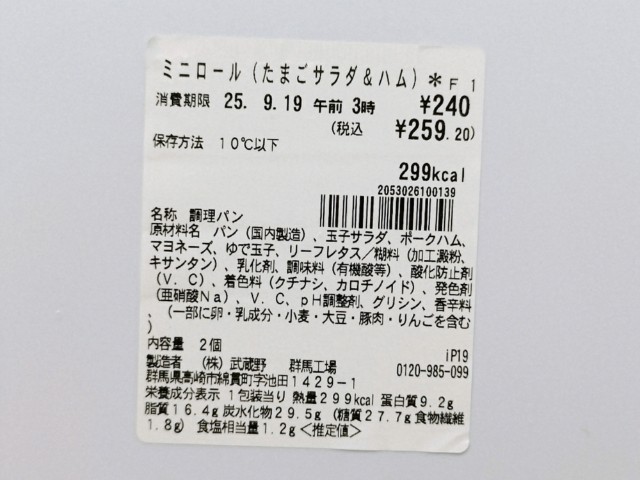 ミニロール(たまごサラダ&ハム)*F1
消費期限 25. 9.19 午前 3時 ¥240
(税込 ¥259.20)
保存方法 10℃以下
299kcal
2053026100139
名称 調理パン
原材料名 パン(国内製造)、玉子サラダ、ポークハム、
マヨネーズ、ゆで玉子、リーフレタス/糊料(加工澱粉、
キサンタン)、乳化剤、調味料(有機酸等)、酸化防止剤
(V.C)、着色料(クチナシ、カロチノイド)、発色剤
(亜硝酸Na)、V.C、pH調整剤、グリシン、香辛料
、(一部に卵・乳成分・小麦・大豆・豚肉・りんごを含む
)
内容量 2個 iP19
製造者 (株)武蔵野 群馬工場 0120-985-099
群馬県高崎市綿貫町字池田1429-1
栄養成分表示 1包装当り 熱量299kcal 蛋白質9.2g
脂質16.4g 炭水化物29.5g (糖質27.7g 食物繊維
1.8g) 食塩相当量1.2g<推定値>